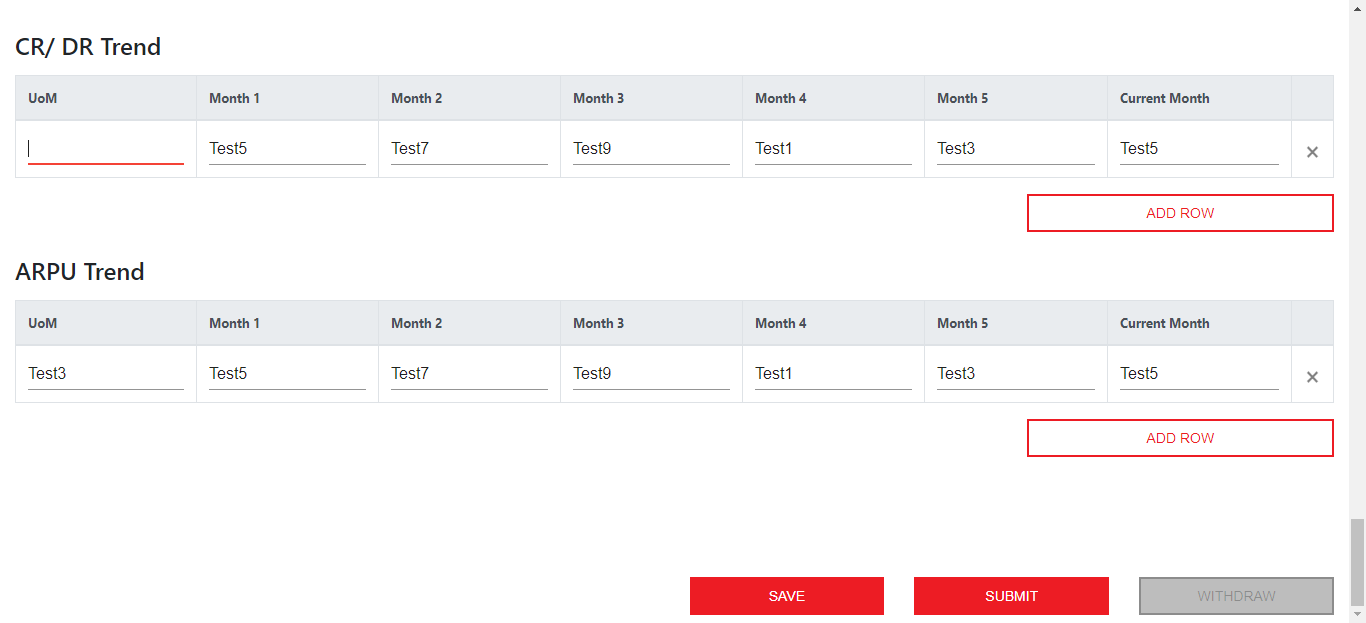 CR/ DR Trend
UoM Month 1 Month 2 Month 3 Month 4 Month 5 Current Month
Test5 Test7 Test9 Test1 Test3 Test5 ×
ADD ROW
ARPU Trend
UoM Month 1 Month 2 Month 3 Month 4 Month 5 Current Month
Test3 Test5 Test7 Test9 Test1 Test3 Test5 ×
ADD ROW
SAVE SUBMIT WITHDRAW